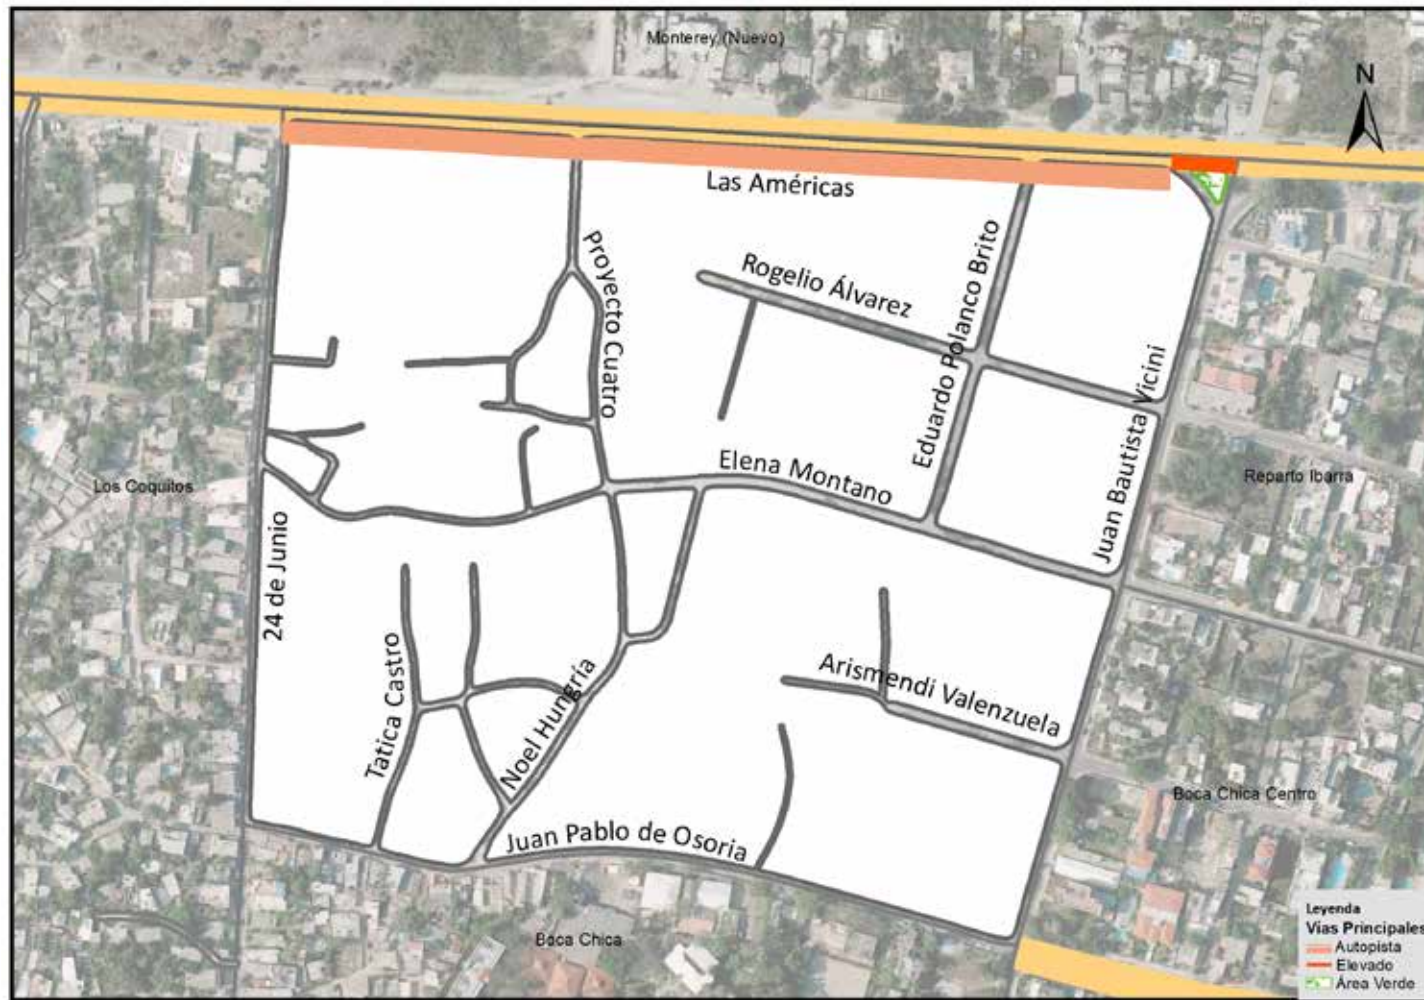 Monterey (Nuevo)
N
Las Américas
Proyecto Cuatro
Rogelio Álvarez
Eduardo Polanco Brito
Juan Bautista Vicini
Elena Montano
Los Coquitos
Reparto Ibarra
24 de Junio
Tatica Castro
Noel Hungría
Arismendi Valenzuela
Juan Pablo de Osoria
Boca Chica Centro
Boca Chica
Leyenda
Vias Principales
Autopista
Elevado
Área Verde